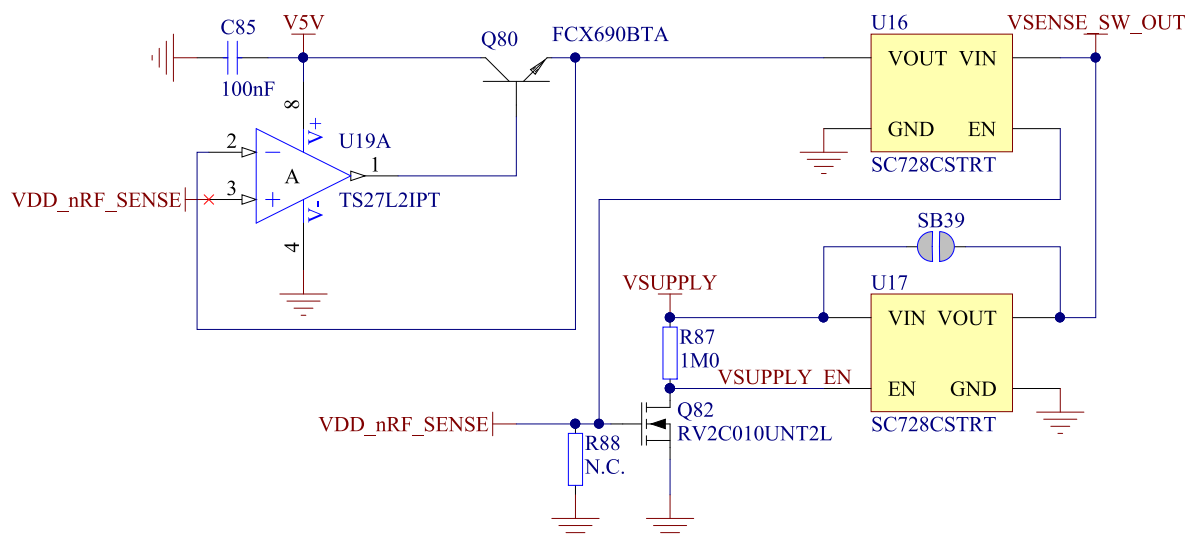 C85
V5V
Q80
FCX690BTA
U16
VSENSE_SW_OUT
100nF
VOUT VIN
8
V+
U19A
2
1
GND EN
A
SC728CSTRT
VDD_nRF_SENSE
3
V-
TS27L2IPT
4
SB39
VSUPPLY
U17
R87
1M0
VIN VOUT
VSUPPLY_EN
EN GND
Q82
RV2C010UNT2L
SC728CSTRT
VDD_nRF_SENSE
R88
N.C.